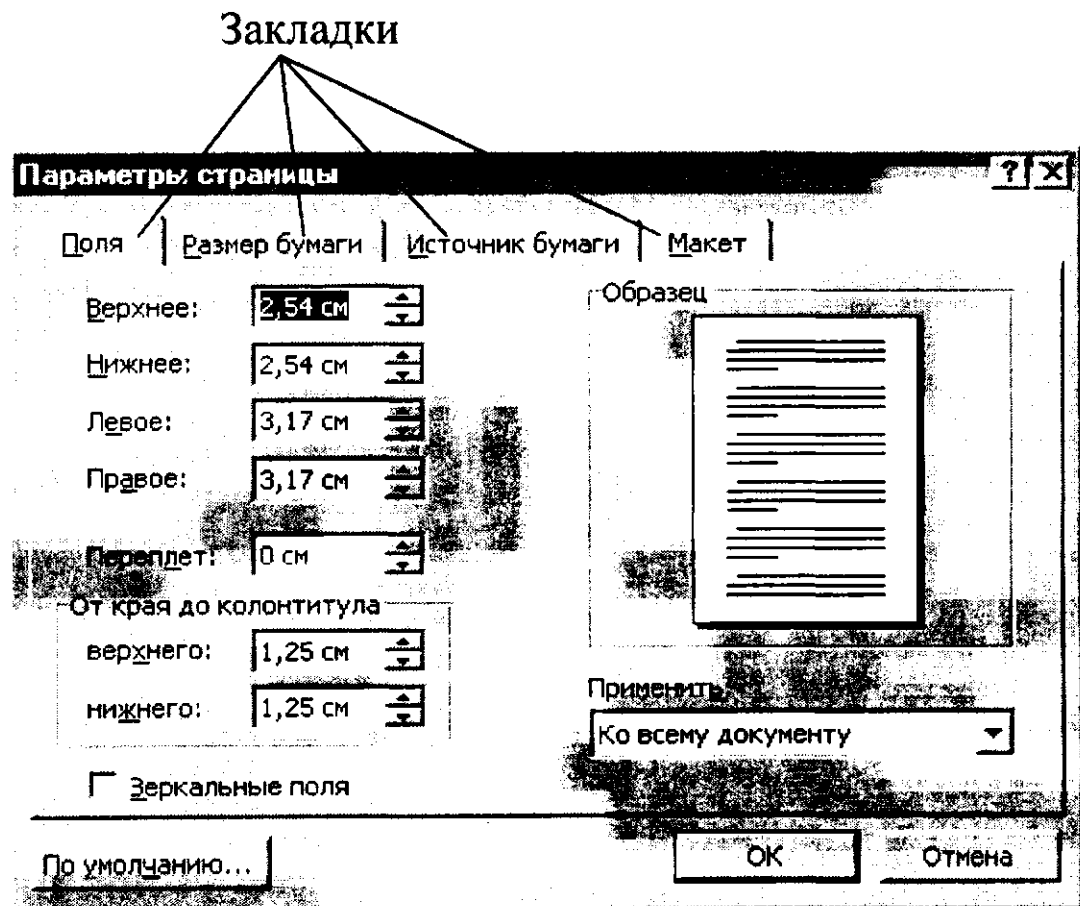 Закладки
Параметры страницы
Поля Размер бумаги Источник бумаги Макет
Верхнее: 2,54 см
Нижнее: 2,54 см
Левое: 3,17 см
Правое: 3,17 см
Переплет: 0 см
От края до колонтитула
верхнего: 1,25 см
нижнего: 1,25 см
Зеркальные поля
Образец
Применить:
Ко всему документу
По умолчанию... ОК Отмена